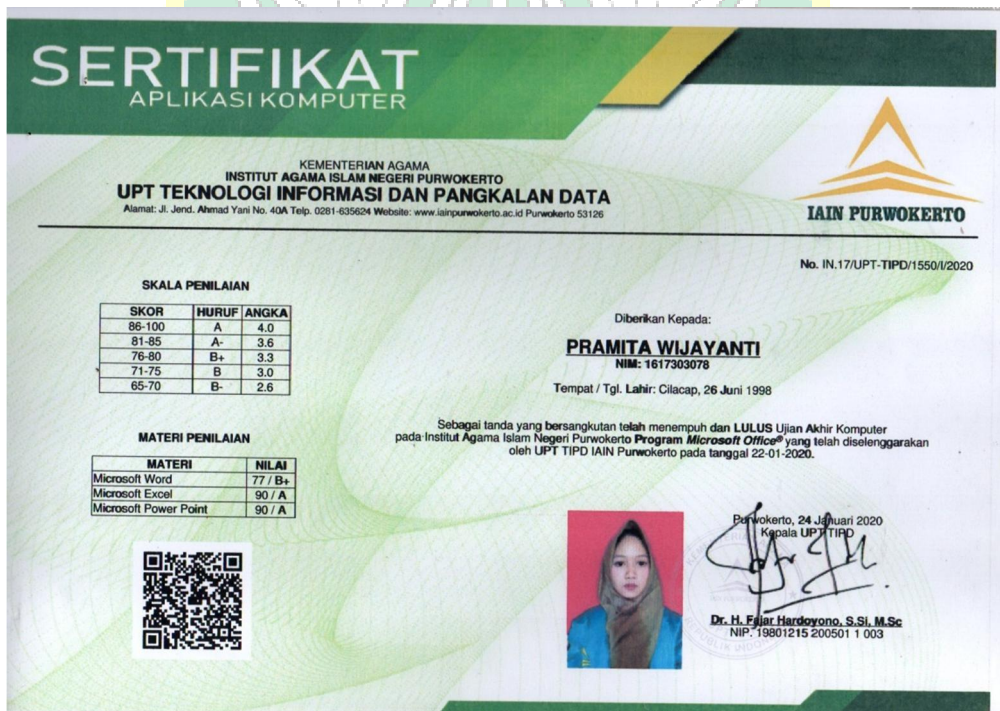 SERTIFIKAT
APLIKASI KOMPUTER
KEMENTERIAN AGAMA
INSTITUT AGAMA ISLAM NEGERI PURWOKERTO
UPT TEKNOLOGI INFORMASI DAN PANGKALAN DATA
Alamat: Jl. Jend. Ahmad Yani No. 40A Telp. 0281-635624 Website: www.iainpurwokerto.ac.id Purwokerto 53126
IAIN PURWOKERTO
No. IN.17/UPT-TIPD/1550/I/2020
SKALA PENILAIAN
SKOR HURUF ANGKA
86-100 A 4.0
81-85 A- 3.6
76-80 B+ 3.3
71-75 B 3.0
65-70 B- 2.6
MATERI PENILAIAN
MATERI NILAI
Microsoft Word 77 / B+
Microsoft Excel 90 / A
Microsoft Power Point 90 / A
Diberikan Kepada:
PRAMITA WIJAYANTI
NIM: 1617303078
Tempat / Tgl. Lahir: Cilacap, 26 Juni 1998
Sebagai tanda yang bersangkutan telah menempuh dan LULUS Ujian Akhir Komputer
pada Institut Agama Islam Negeri Purwokerto Program Microsoft Office® yang telah diselenggarakan
oleh UPT TIPD IAIN Purwokerto pada tanggal 22-01-2020.
Purwokerto, 24 Januari 2020
Kepala UPT TIPD
Dr. H. Fajar Hardoyono, S.Si, M.Sc
NIP. 19801215 200501 1 003